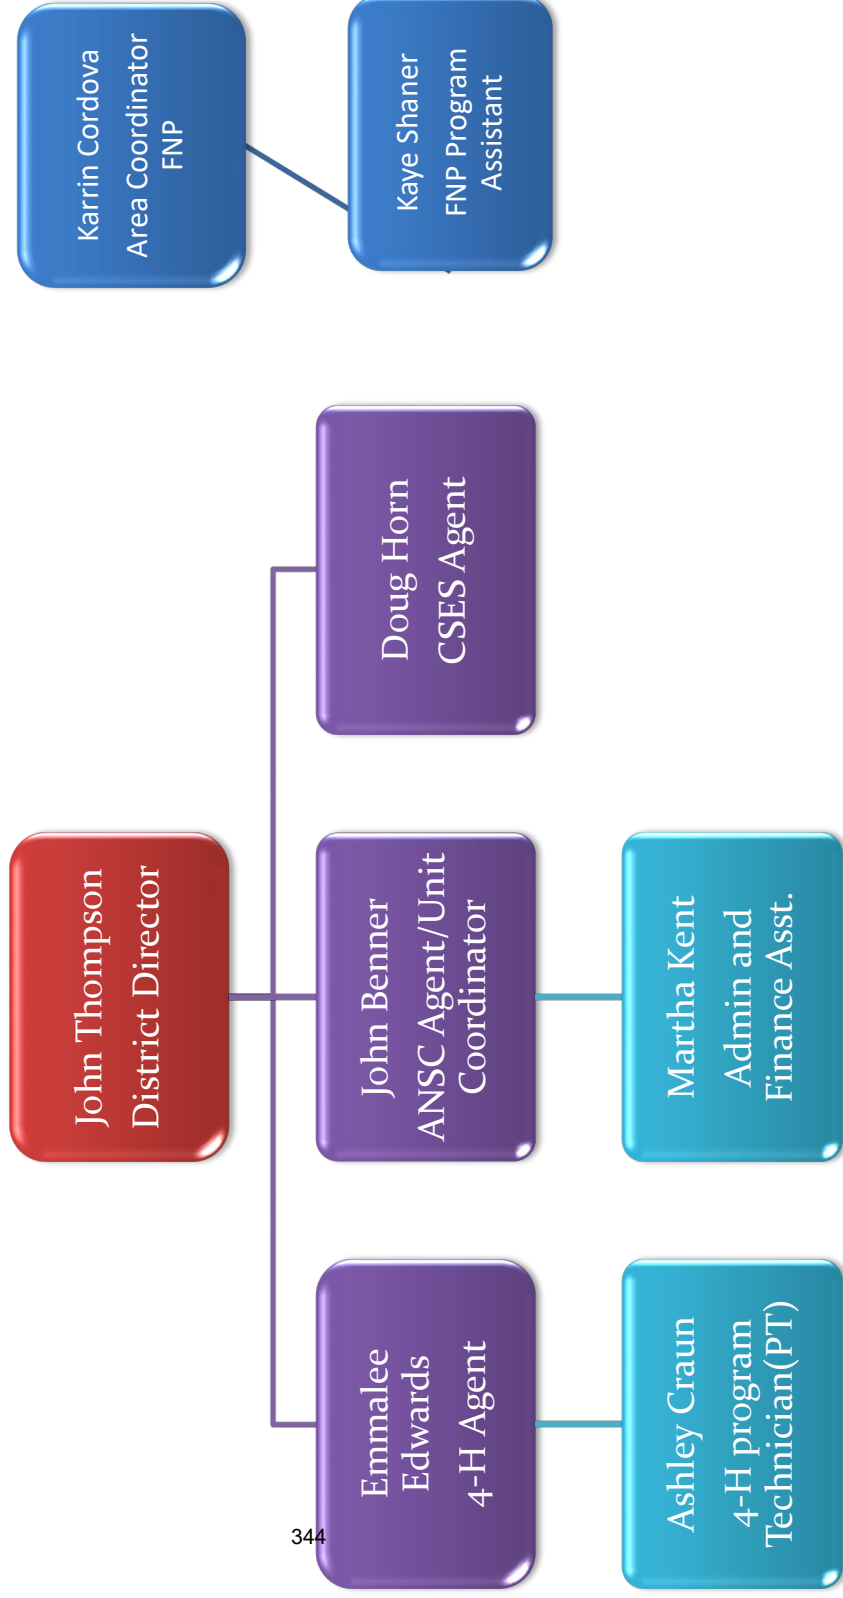 John Thompson
District Director
Emmalee
Edwards
4-H Agent
John Benner
ANSC Agent/Unit
Coordinator
Doug Horn
CSES Agent
Ashley Craun
4-H program
Technician(PT)
Martha Kent
Admin and
Finance Asst.
Karrin Cordova
Area Coordinator
FNP
Kaye Shaner
FNP Program
Assistant
344